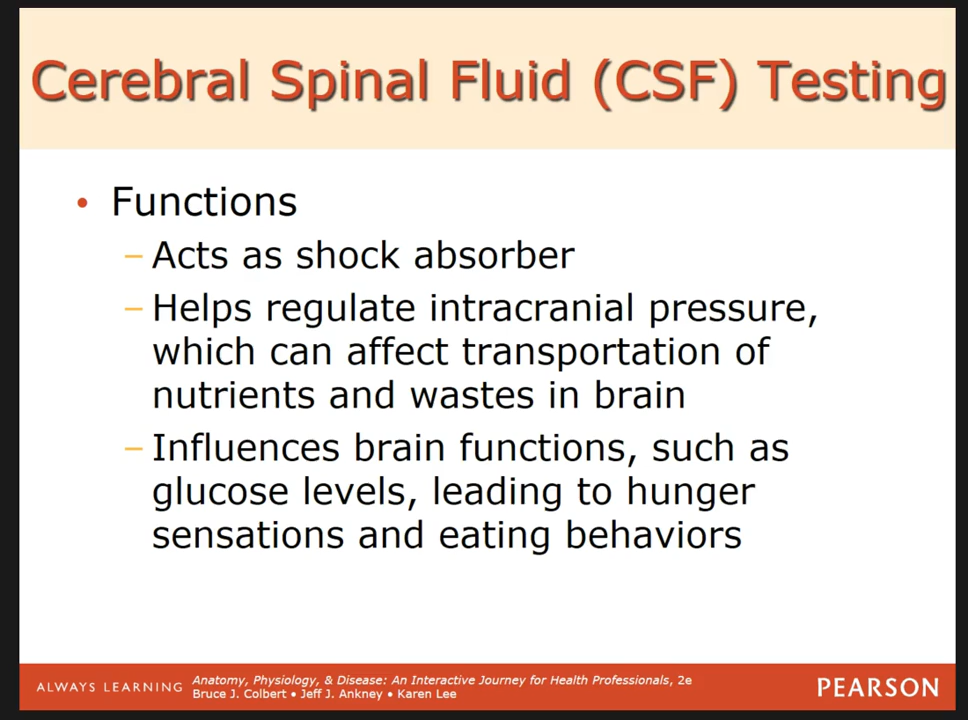 Cerebral Spinal Fluid (CSF) Testing
• Functions
– Acts as shock absorber
– Helps regulate intracranial pressure,
which can affect transportation of
nutrients and wastes in brain
– Influences brain functions, such as
glucose levels, leading to hunger
sensations and eating behaviors
ALWAYS LEARNING
Anatomy, Physiology, & Disease: An Interactive Journey for Health Professionals, 2e
Bruce J. Colbert • Jeff J. Ankney • Karen Lee
PEARSON